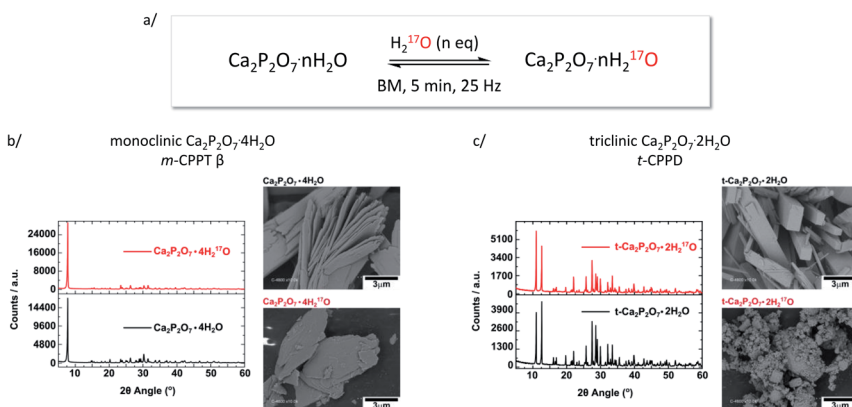 a/
H₂¹⁷O (n eq)
Ca₂P₂O₇·nH₂O
Ca₂P₂O₇·nH₂¹⁷O
BM, 5 min, 25 Hz
b/
monoclinic Ca₂P₂O₇·4H₂O
m-CPPT β
Counts / a.u.
24000
16000
8000
0
Ca₂P₂O₇•4H₂¹⁷O
14400
9600
4800
0
Ca₂P₂O₇•4H₂O
10 20 30 40 50 60
2θ Angle (°)
Ca₂P₂O₇•4H₂O
3µm
Ca₂P₂O₇•4H₂¹⁷O
3µm
c/
triclinic Ca₂P₂O₇·2H₂O
t-CPPD
Counts / a.u.
5100
3400
1700
0
t-Ca₂P₂O₇•2H₂¹⁷O
3900
2600
1300
0
t-Ca₂P₂O₇•2H₂O
10 20 30 40 50 60
2θ Angle (°)
t-Ca₂P₂O₇•2H₂O
3µm
t-Ca₂P₂O₇•2H₂¹⁷O
3µm